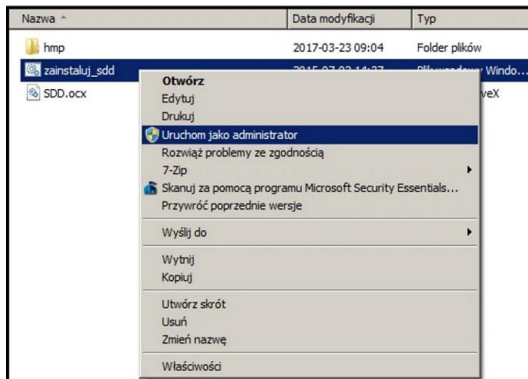 Nazwa Data modyfikacji Typ
hmp 2017-03-23 09:04 Folder plików
zainstaluj_sdd Windo...
SDD.ocx veX
Otwórz
Edytuj
Drukuj
Uruchom jako administrator
Rozwiąż problemy ze zgodnością
7-Zip
Skanuj za pomocą programu Microsoft Security Essentials...
Przywróć poprzednie wersje
Wyślij do
Wytnij
Kopiuj
Utwórz skrót
Usuń
Zmień nazwę
Właściwości